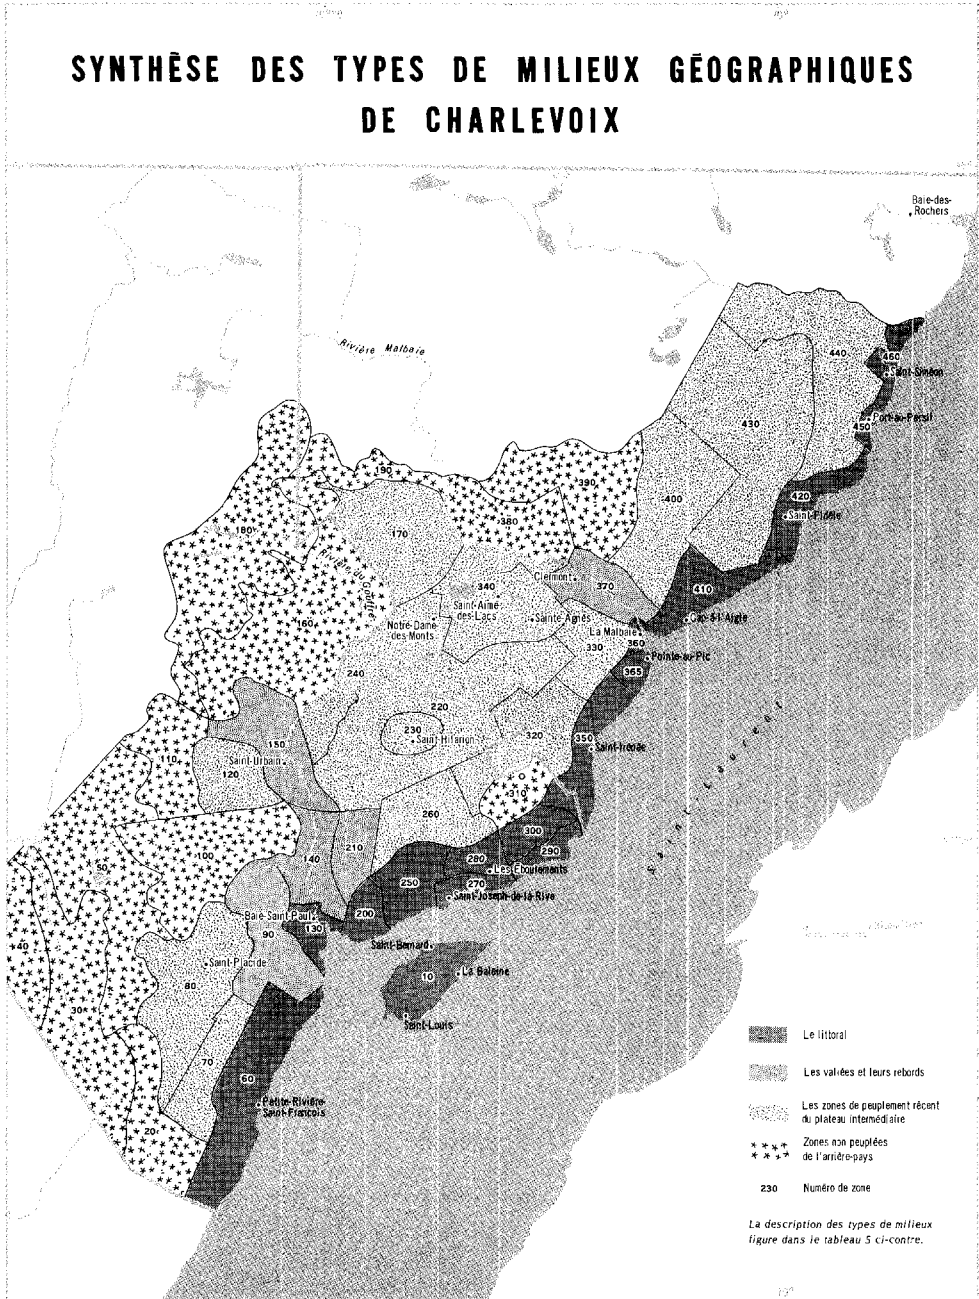 SYNTHÈSE DES TYPES DE MILIEUX GÉOGRAPHIQUES
DE CHARLEVOIX
Baie-des-
Rochers
Rivière Malbaie
440
460
Saint-Siméon
430
Port-au-Persil
450
190
390
400
420
Saint-Fidèle
380
180
170
Rivière du Gouffre
Clermont
370
410
340
Saint-Aimé-
des-Lacs
Cap-à-l'Aigle
160
Notre-Dame
des-Monts
Sainte-Agnès
La Malbaie
360
330
Pointe-au-Pic
365
240
220
230
Saint-Hilarion
320
350
Saint-Irénée
150
Saint-Urbain
110
120
310
260
300
290
100
140
210
280
Les Éboulements
50
250
270
Saint-Joseph-de-la-Rive
Baie-Saint-Paul
200
130
90
Saint-Bernard
40
Saint-Placide
10
La Baleine
80
30
Saint-Louis
Saint-Laurent
70
60
Petite-Rivière-
Saint-François
20
Le littoral
Les vallées et leurs rebords
Les zones de peuplement récent
du plateau intermédiaire
Zones non peuplées
de l'arrière-pays
230 Numéro de zone
La description des types de milieux
figure dans le tableau 5 ci-contre.